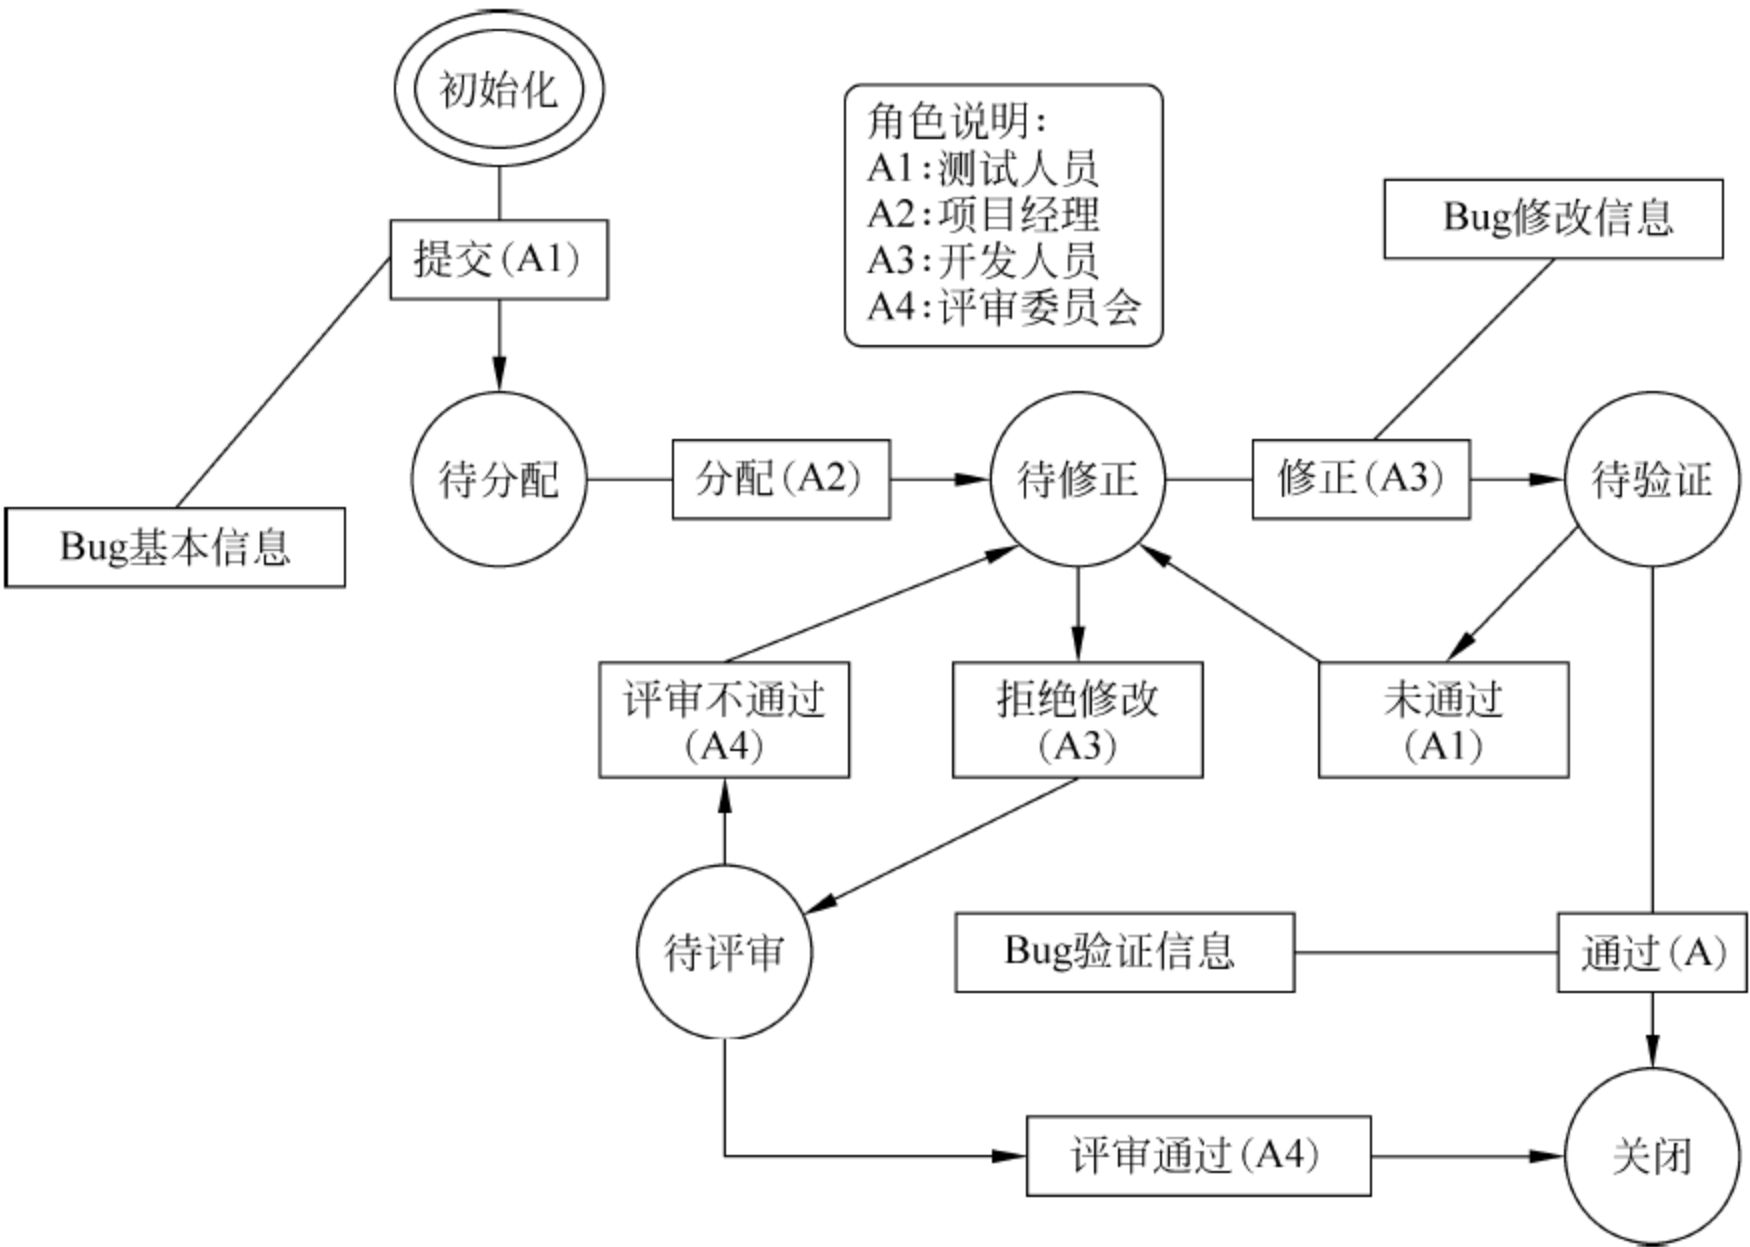 初始化
角色说明:
A1:测试人员
A2:项目经理
A3:开发人员
A4:评审委员会
Bug修改信息
提交(A1)
待分配
分配(A2)
待修正
修正(A3)
待验证
Bug基本信息
评审不通过
(A4)
拒绝修改
(A3)
未通过
(A1)
待评审
Bug验证信息
通过(A)
评审通过(A4)
关闭